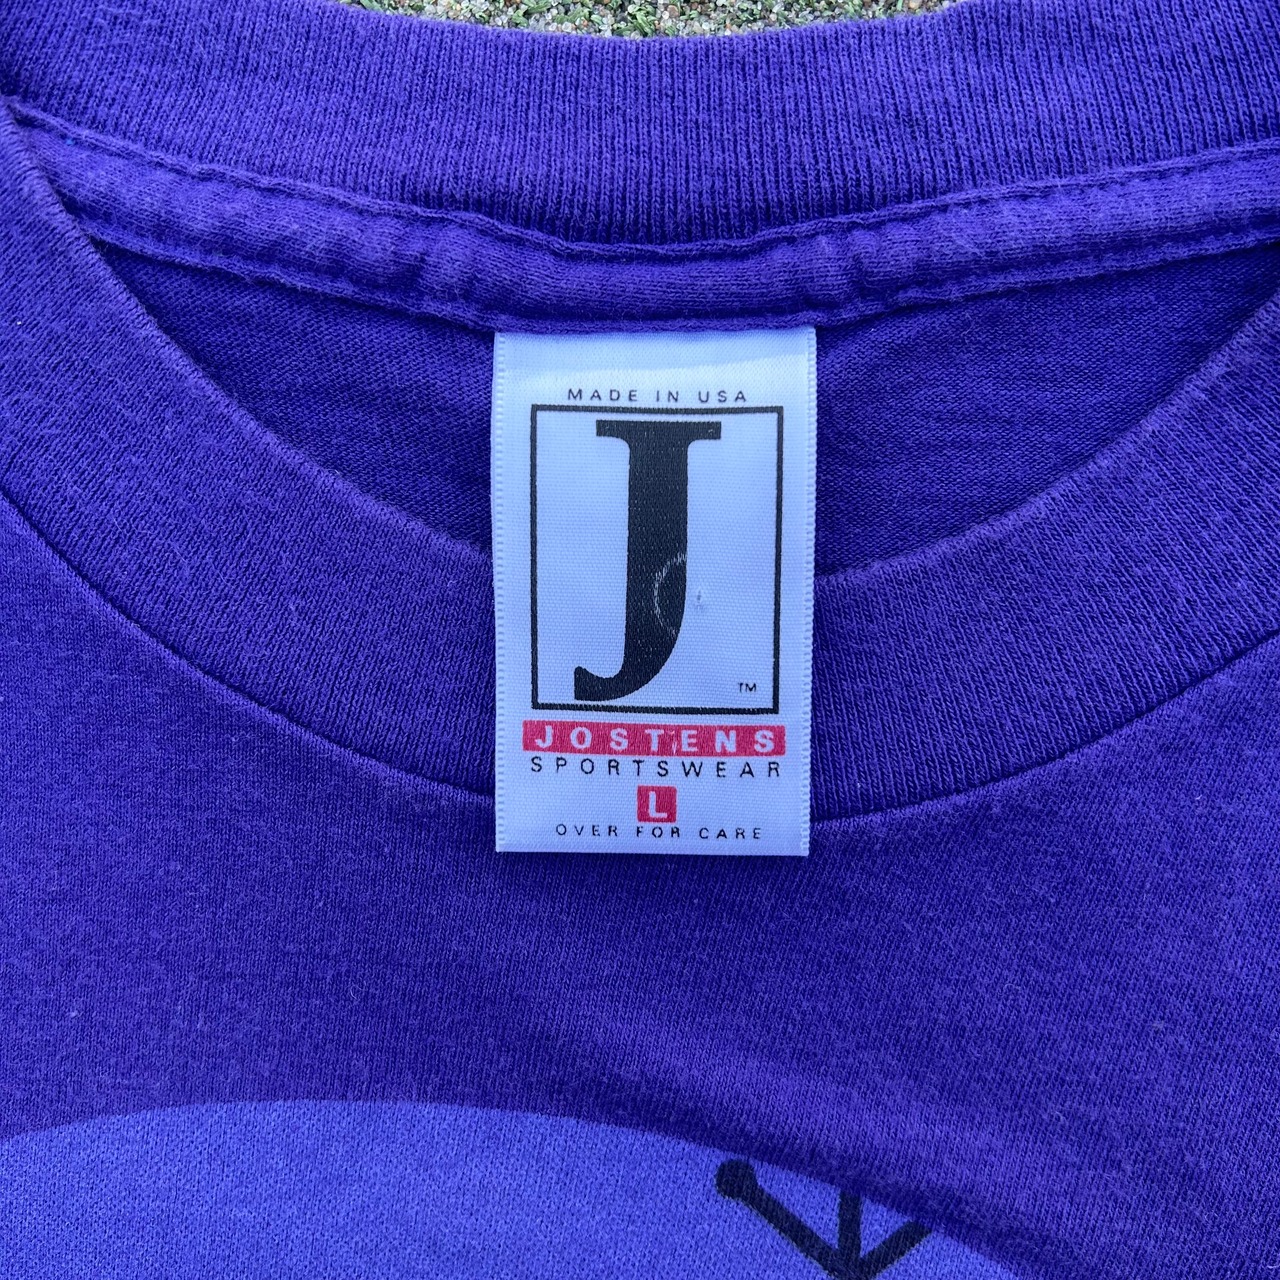 MADE IN USA
J
TM
JOSTENS
SPORTSWEAR
L
OVER FOR CARE